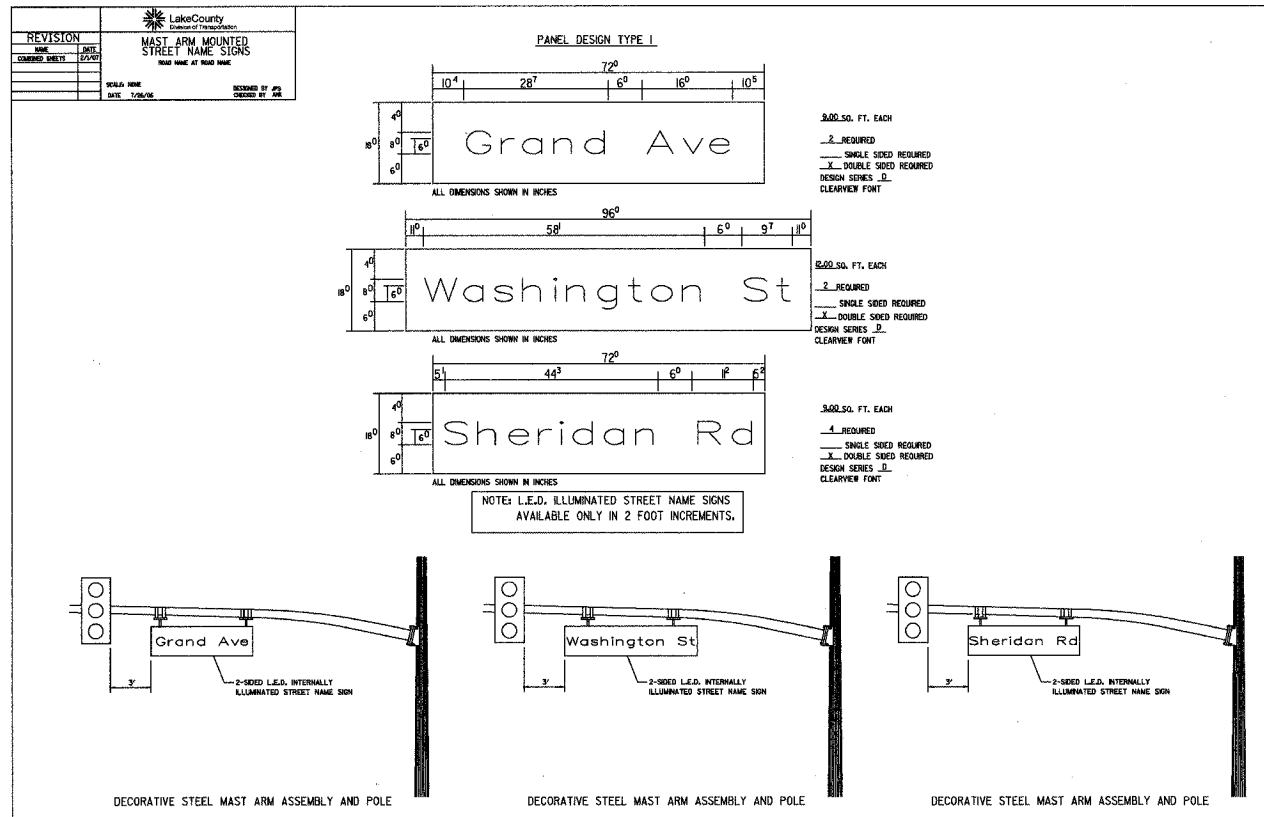 LakeCounty
Division of Transportation
REVISION
NAME DATE
COMBINED SHEETS 2/1/07
MAST ARM MOUNTED
STREET NAME SIGNS
ROAD NAME AT ROAD NAME
SCALE: NONE
DATE 7/26/06
DESIGNED BY JPS
CHECKED BY
PANEL DESIGN TYPE I
72⁰
10⁴ 28⁷ 6⁰ 16⁰ 10⁵
18⁰ 4⁰ 8⁰ 6⁰ 6⁰
Grand Ave
ALL DIMENSIONS SHOWN IN INCHES
9.00 SQ. FT. EACH
2 REQUIRED
SINGLE SIDED REQUIRED
X DOUBLE SIDED REQUIRED
DESIGN SERIES D
CLEARVIEW FONT
96⁰
11⁰ 58¹ 6⁰ 9⁷ 11⁰
18⁰ 4⁰ 8⁰ 6⁰ 6⁰
Washington St
ALL DIMENSIONS SHOWN IN INCHES
12.00 SQ. FT. EACH
2 REQUIRED
SINGLE SIDED REQUIRED
X DOUBLE SIDED REQUIRED
DESIGN SERIES D
CLEARVIEW FONT
72⁰
5¹ 44³ 6⁰ 11² 5²
18⁰ 4⁰ 8⁰ 6⁰ 6⁰
Sheridan Rd
ALL DIMENSIONS SHOWN IN INCHES
9.00 SQ. FT. EACH
4 REQUIRED
SINGLE SIDED REQUIRED
X DOUBLE SIDED REQUIRED
DESIGN SERIES D
CLEARVIEW FONT
NOTE: L.E.D. ILLUMINATED STREET NAME SIGNS
AVAILABLE ONLY IN 2 FOOT INCREMENTS.
Grand Ave
3'
2-SIDED L.E.D. INTERNALLY
ILLUMINATED STREET NAME SIGN
DECORATIVE STEEL MAST ARM ASSEMBLY AND POLE
Washington St
3'
2-SIDED L.E.D. INTERNALLY
ILLUMINATED STREET NAME SIGN
DECORATIVE STEEL MAST ARM ASSEMBLY AND POLE
Sheridan Rd
3'
2-SIDED L.E.D. INTERNALLY
ILLUMINATED STREET NAME SIGN
DECORATIVE STEEL MAST ARM ASSEMBLY AND POLE